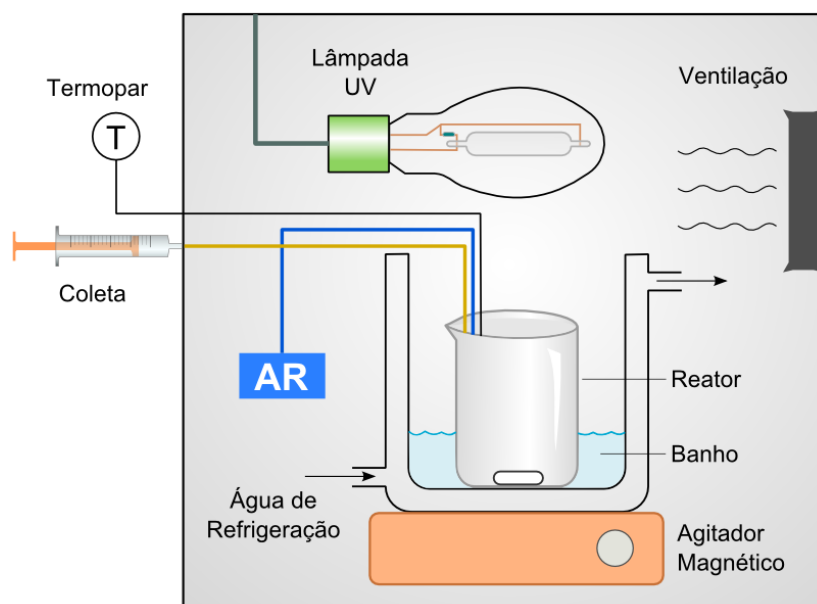 Lâmpada
UV
Ventilação
Termopar
T
Coleta
AR
Reator
Banho
Água de
Refrigeração
Agitador
Magnético